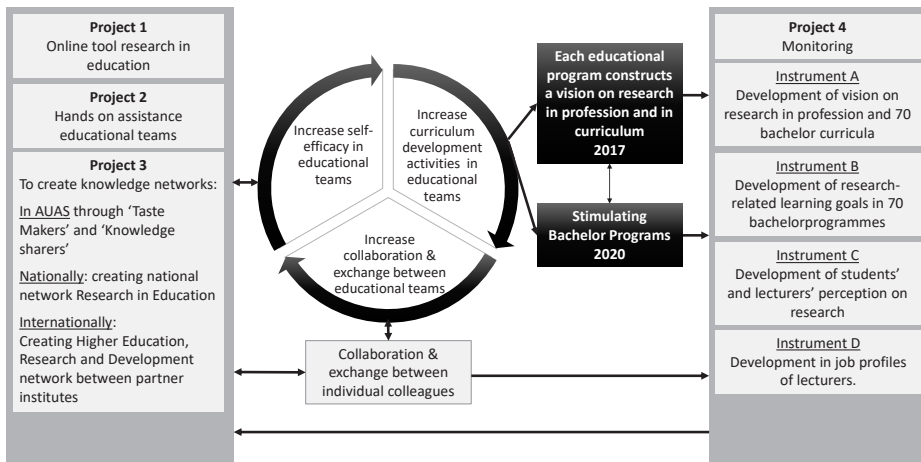 Project 1
Online tool research in
education
Project 2
Hands on assistance
educational teams
Project 3
To create knowledge networks:
In AUAS through ‘Taste
Makers’ and ‘Knowledge
sharers’
Nationally: creating national
network Research in Education
Internationally:
Creating Higher Education,
Research and Development
network between partner
institutes
Increase self-
efficacy in
educational
teams
Increase
curriculum
development
activities in
educational
teams
Increase
collaboration &
exchange between
educational teams
Collaboration &
exchange between
individual colleagues
Each educational
program constructs
a vision on research
in profession and in
curriculum
2017
Stimulating
Bachelor Programs
2020
Project 4
Monitoring
Instrument A
Development of vision on
research in profession and 70
bachelor curricula
Instrument B
Development of research-
related learning goals in 70
bachelorprogrammes
Instrument C
Development of students’
and lecturers’ perception on
research
Instrument D
Development in job profiles
of lecturers.